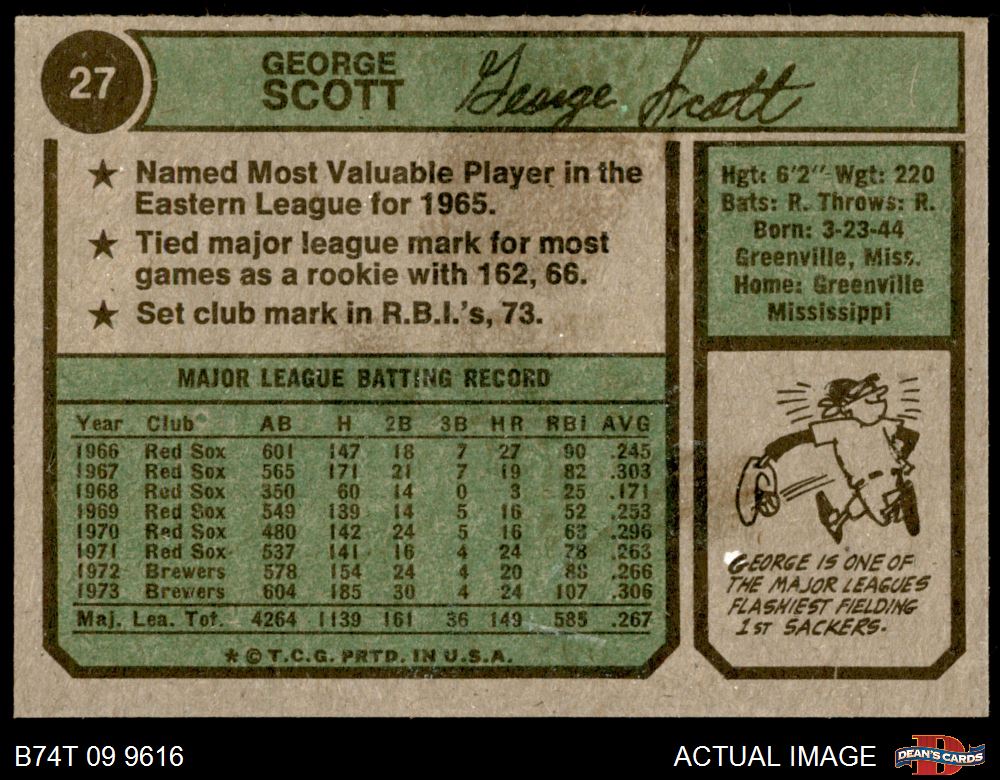 27
GEORGE
SCOTT
George Scott
★ Named Most Valuable Player in the
Eastern League for 1965.
★ Tied major league mark for most
games as a rookie with 162, 66.
★ Set club mark in R.B.I.'s, 73.
Hgt: 6'2" Wgt: 220
Bats: R. Throws: R.
Born: 3-23-44
Greenville, Miss.
Home: Greenville
Mississippi
MAJOR LEAGUE BATTING RECORD
Year Club AB H 2B 3B HR RBI AVG
1966 Red Sox 601 147 18 7 27 90 .245
1967 Red Sox 565 171 21 7 19 82 .303
1968 Red Sox 350 60 14 0 3 25 .171
1969 Red Sox 549 139 14 5 16 52 .253
1970 Red Sox 480 142 24 5 16 63 .296
1971 Red Sox 537 141 16 4 24 78 .263
1972 Brewers 578 154 24 4 20 88 .266
1973 Brewers 604 185 30 4 24 107 .306
Maj. Lea. Tot. 4264 1139 161 36 149 585 .267
* © T.C.G. PRTD. IN U.S.A.
GEORGE IS ONE OF
THE MAJOR LEAGUES
FLASHIEST FIELDING
1ST SACKERS.
B74T 09 9616
ACTUAL IMAGE
D
DEAN'S CARDS